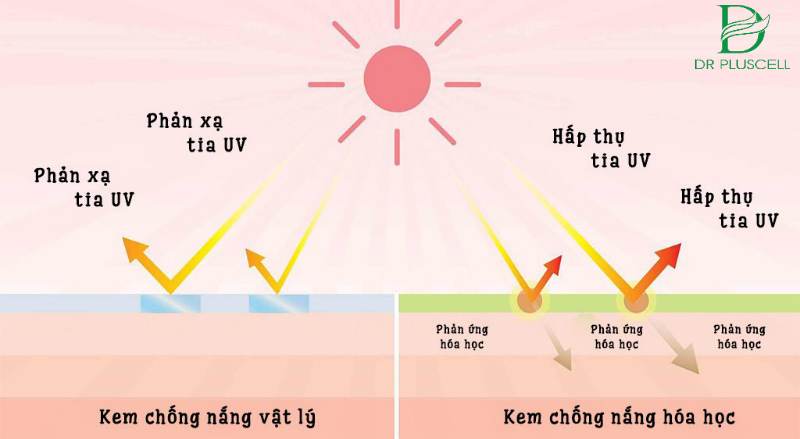 DR PLUSCELL
Phản xạ
tia UV
Phản xạ
tia UV
Hấp thụ
tia UV
Hấp thụ
tia UV
Phản ứng
hóa học
Phản ứng
hóa học
Phản ứng
hóa học
Kem chống nắng vật lý
Kem chống nắng hóa học